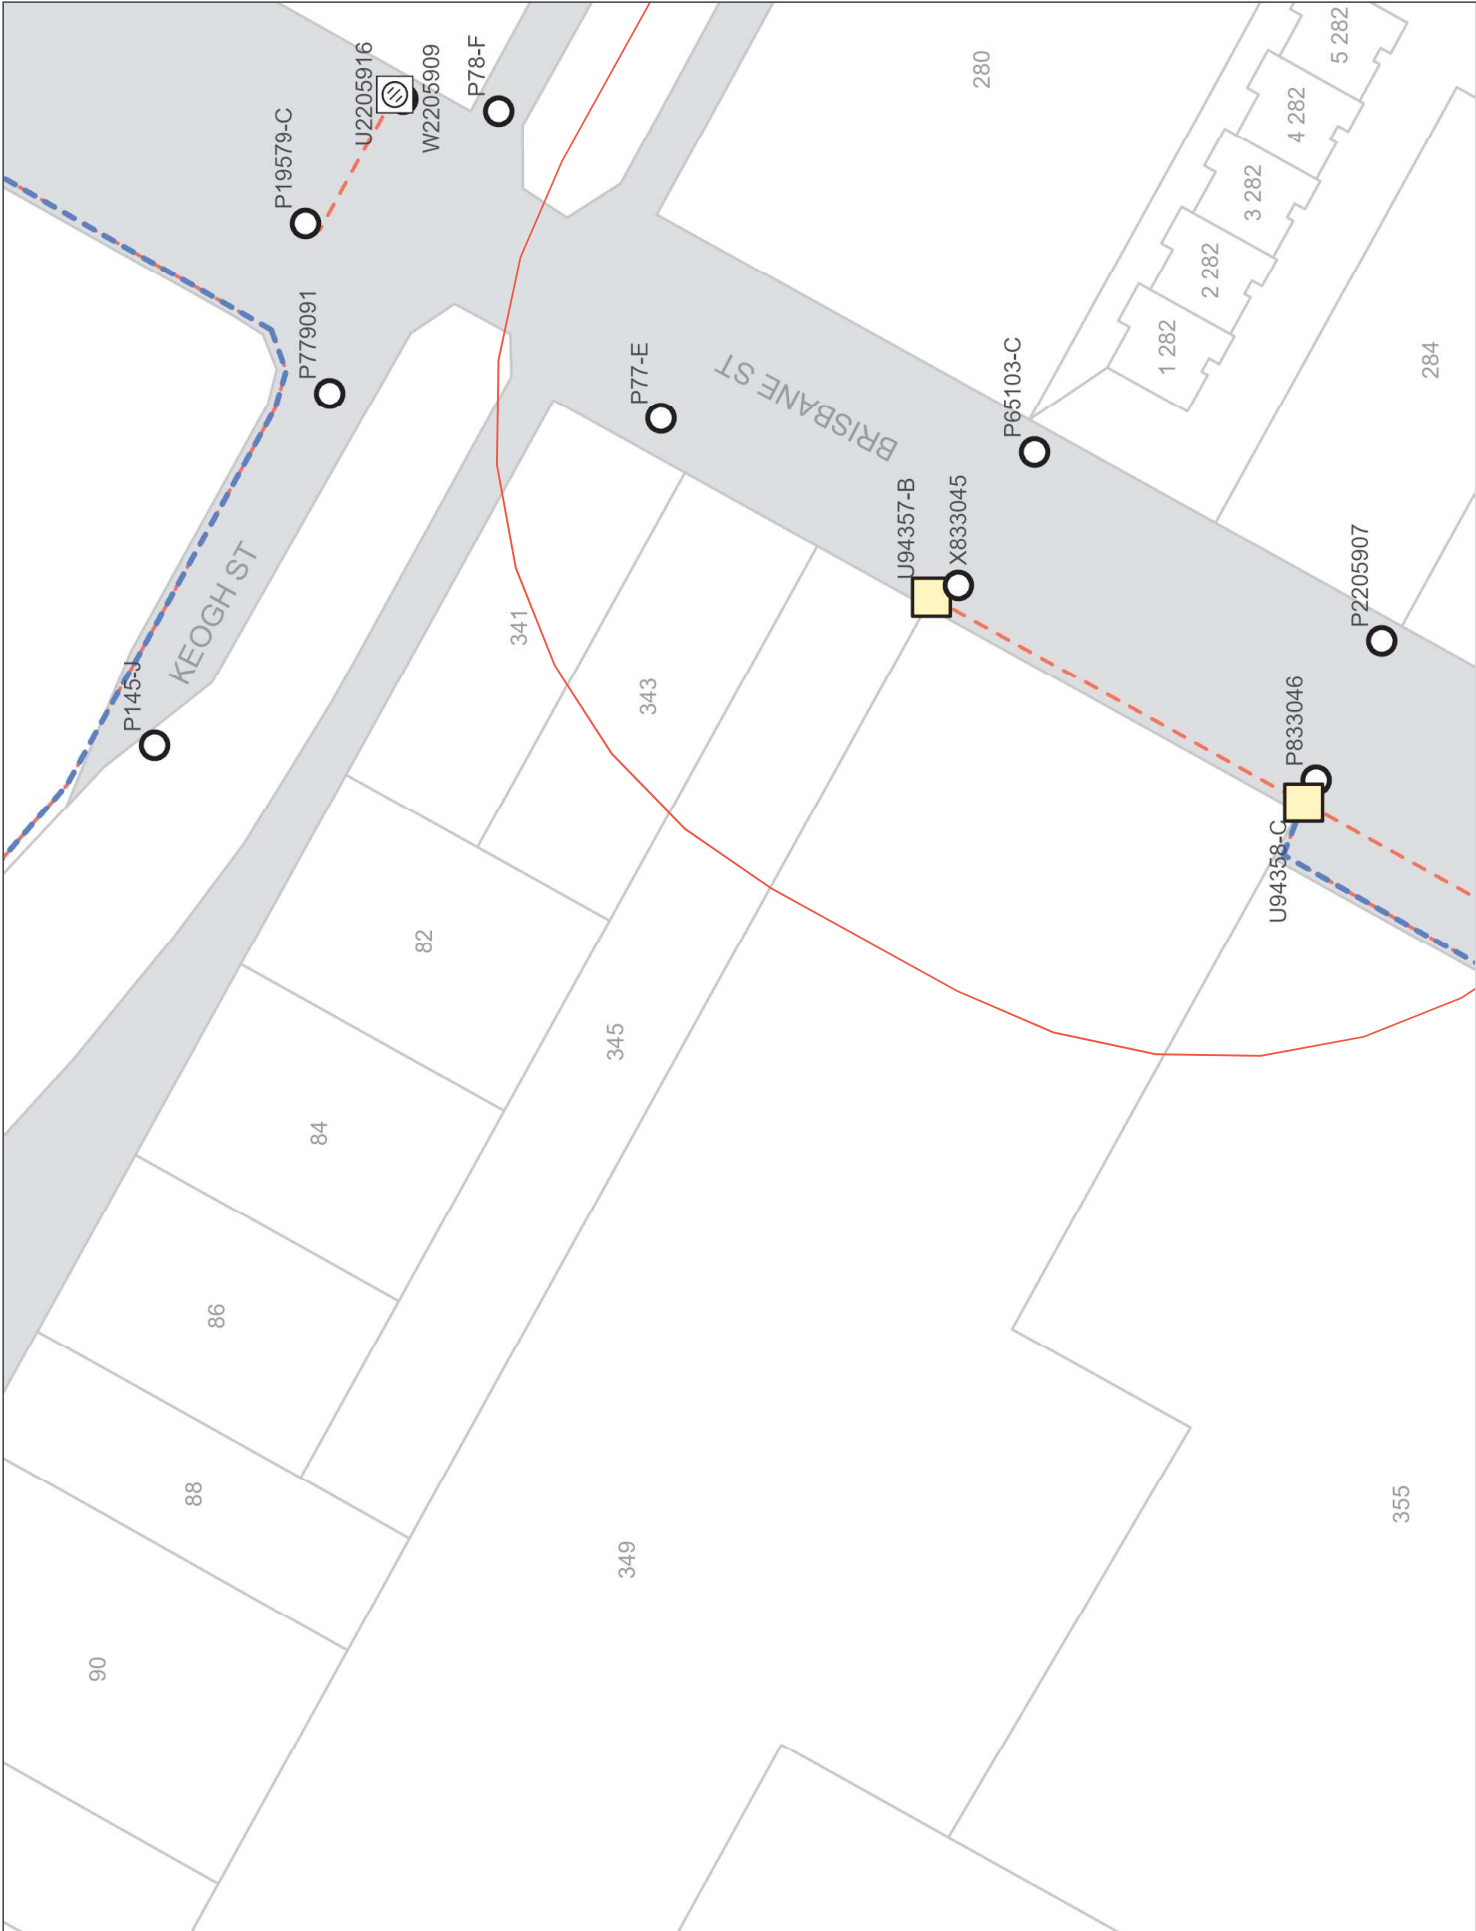 U2205916
W2205909
P78-F
P19579-C
P779091
P145-J
KEOGH ST
P77-E
BRISBANE ST
P65103-C
U94357-B
X833045
P2205907
P833046
U94358-C
280
5 282
4 282
3 282
2 282
1 282
284
341
343
82
345
84
86
88
349
355
90